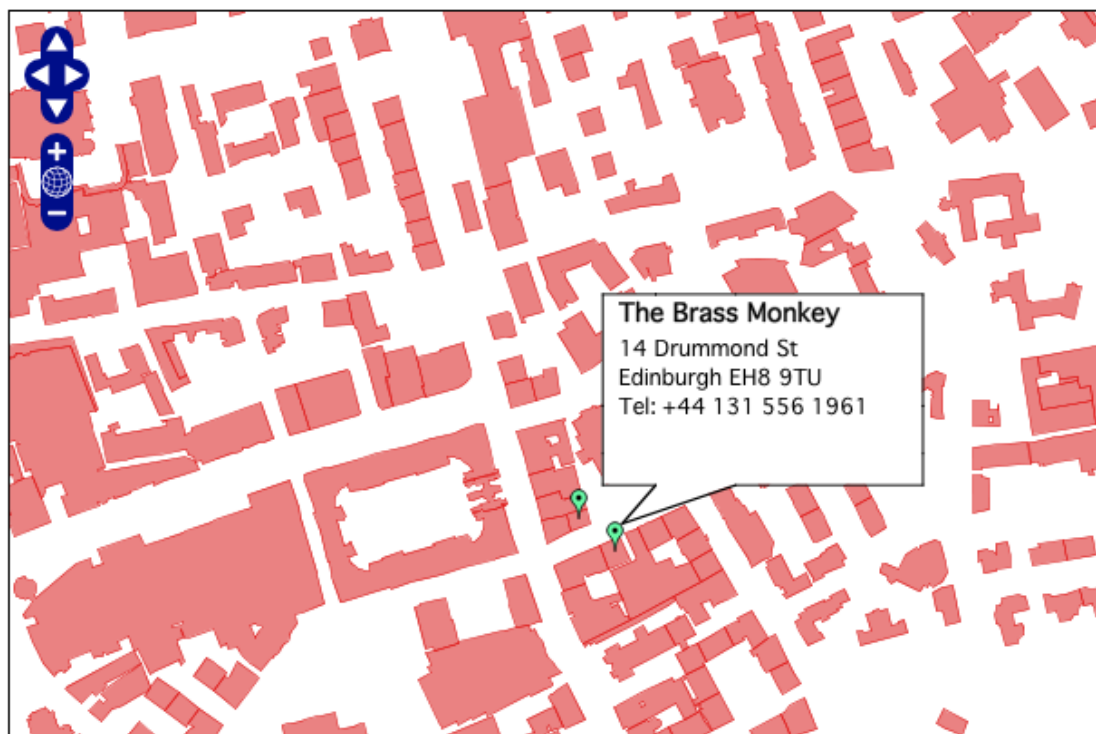 The Brass Monkey
14 Drummond St
Edinburgh EH8 9TU
Tel: +44 131 556 1961